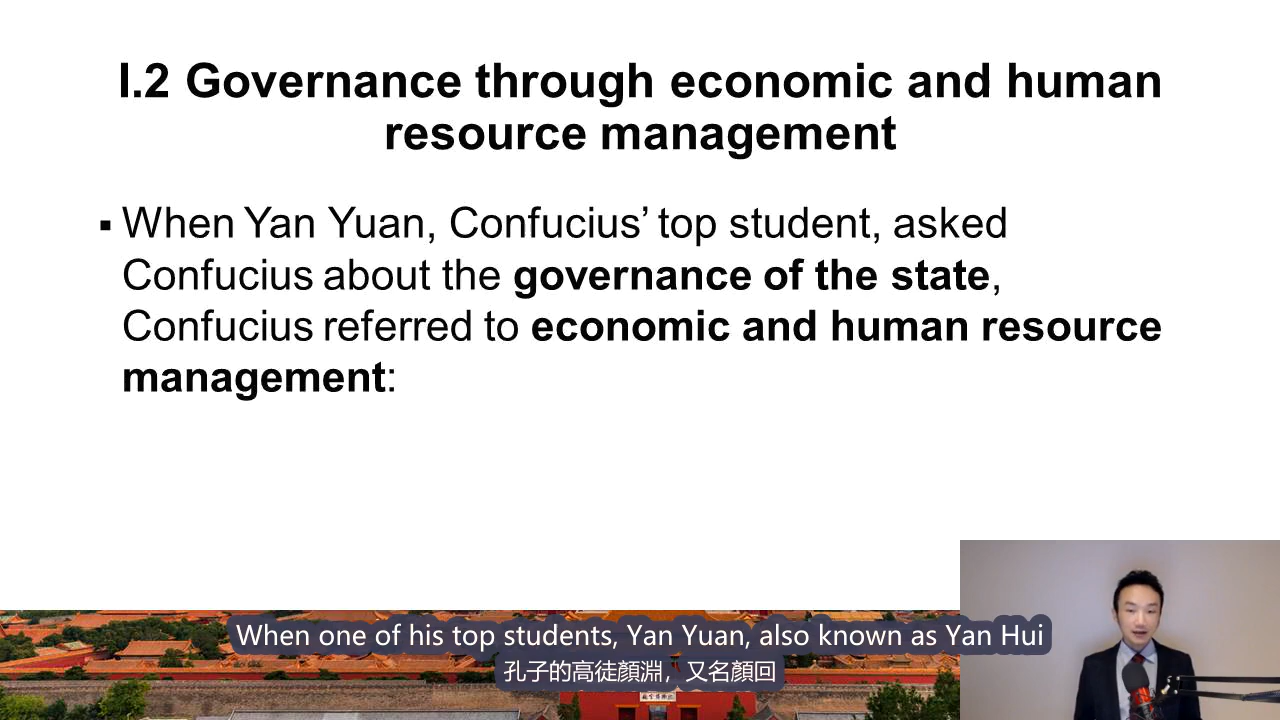 I.2 Governance through economic and human
resource management
▪ When Yan Yuan, Confucius’ top student, asked
Confucius about the governance of the state,
Confucius referred to economic and human resource
management:
When one of his top students, Yan Yuan, also known as Yan Hui
孔子的高徒顏淵，又名顏回